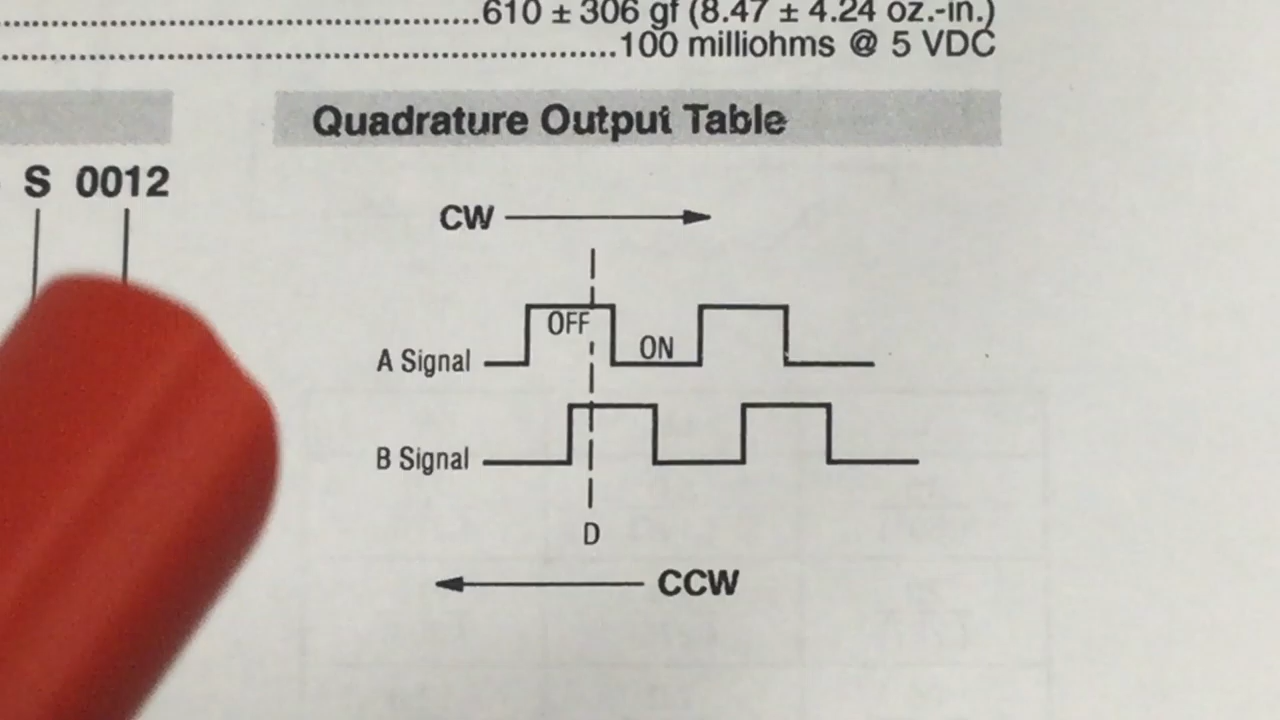 ....................................................610 ± 306 gf (8.47 ± 4.24 oz.-in.)
....................................................................100 milliohms @ 5 VDC
Quadrature Output Table
S 0012
CW
OFF
ON
A Signal
B Signal
D
CCW